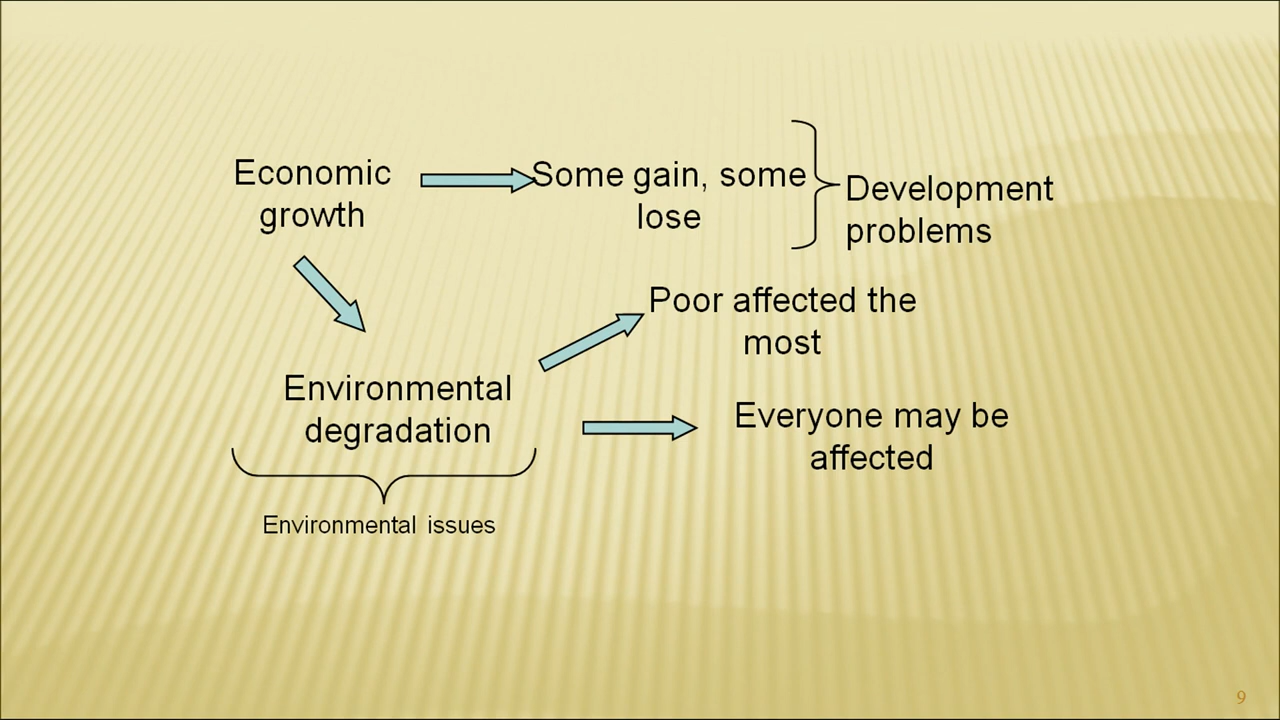 Economic
growth
Some gain, some
lose
Development
problems
Poor affected the
most
Environmental
degradation
Everyone may be
affected
Environmental issues
9